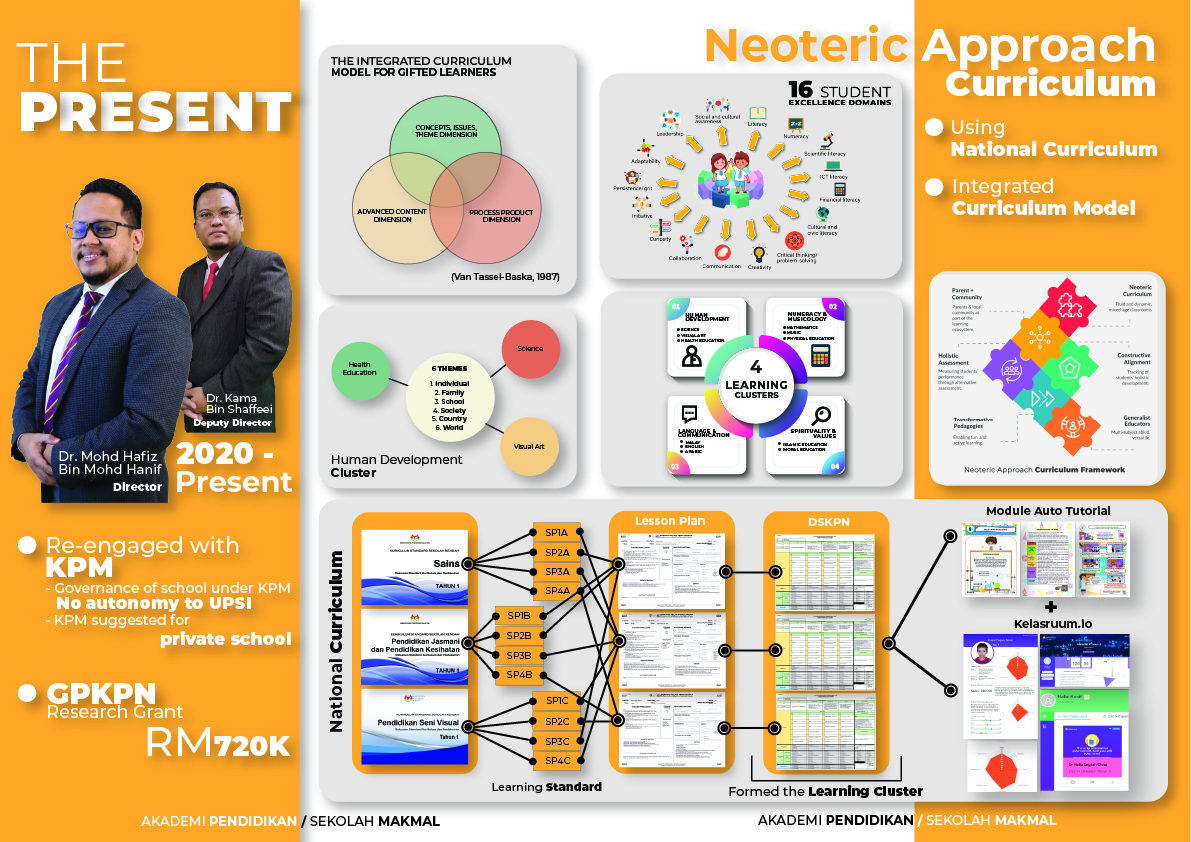 THE
PRESENT
Dr. Kama
Bin Shaffeei
Deputy Director
Dr. Mohd Hafiz
Bin Mohd Hanif
Director
2020 -
Present
Re-engaged with
KPM
- Governance of school under KPM
No autonomy to UPSI
- KPM suggested for
private school
GPKPN
Research Grant
RM720K
AKADEMI PENDIDIKAN / SEKOLAH MAKMAL
THE INTEGRATED CURRICULUM
MODEL FOR GIFTED LEARNERS
CONCEPTS, ISSUES,
THEME DIMENSION
ADVANCED CONTENT
DIMENSION
PROCESS PRODUCT
DIMENSION
(Van Tassel-Baska, 1987)
Health
Education
Science
Visual Art
6 THEMES
1. Individual
2. Family
3. School
4. Society
5. Country
6. World
Human Development
Cluster
Neoteric Approach
Curriculum
16 STUDENT
EXCELLENCE DOMAINS
Social and cultural
awareness
Literacy
Numeracy
Scientific literacy
ICT literacy
Financial literacy
Cultural and
civic literacy
Critical thinking/
problem-solving
Creativity
Communication
Collaboration
Curiosity
Initiative
Persistence/grit
Adaptability
Leadership
01
HUMAN
DEVELOPMENT
SCIENCE
VISUAL ART
HEALTH EDUCATION
02
NUMERACY &
MUSICOLOGY
MATHEMATICS
MUSIC
PHYSICAL EDUCATION
4
LEARNING
CLUSTERS
LANGUAGE &
COMMUNICATION
MALAY
ENGLISH
ARABIC
03
SPIRITUALITY &
VALUES
ISLAMIC EDUCATION
MORAL EDUCATION
04
Using
National Curriculum
Integrated
Curriculum Model
Parent +
Community
Parents & local
community as
part of the
learning
ecosystem.
Neoteric
Curriculum
Fluid and dynamic,
mixed-age classrooms
Holistic
Assessment
Measuring students'
performance
through alternative
assessment.
Constructive
Alignment
Tracking of
students' holistic
development.
Transformative
Pedagogies
Enabling fun and
active learning.
Generalist
Educators
Multi-subject abled,
versatile.
Neoteric Approach Curriculum Framework
National Curriculum
KURIKULUM STANDARD SEKOLAH RENDAH
Sains
TAHUN 1
KURIKULUM STANDARD SEKOLAH RENDAH
Pendidikan Jasmani
dan Pendidikan Kesihatan
TAHUN 1
Pendidikan Seni Visual
Tahun 1
SP1A
SP2A
SP3A
SP4A
SP1B
SP2B
SP3B
SP4B
SP1C
SP2C
SP3C
SP4C
Learning Standard
Lesson Plan
DSKPN
Formed the Learning Cluster
Module Auto Tutorial
+
Kelasruum.io
AKADEMI PENDIDIKAN / SEKOLAH MAKMAL